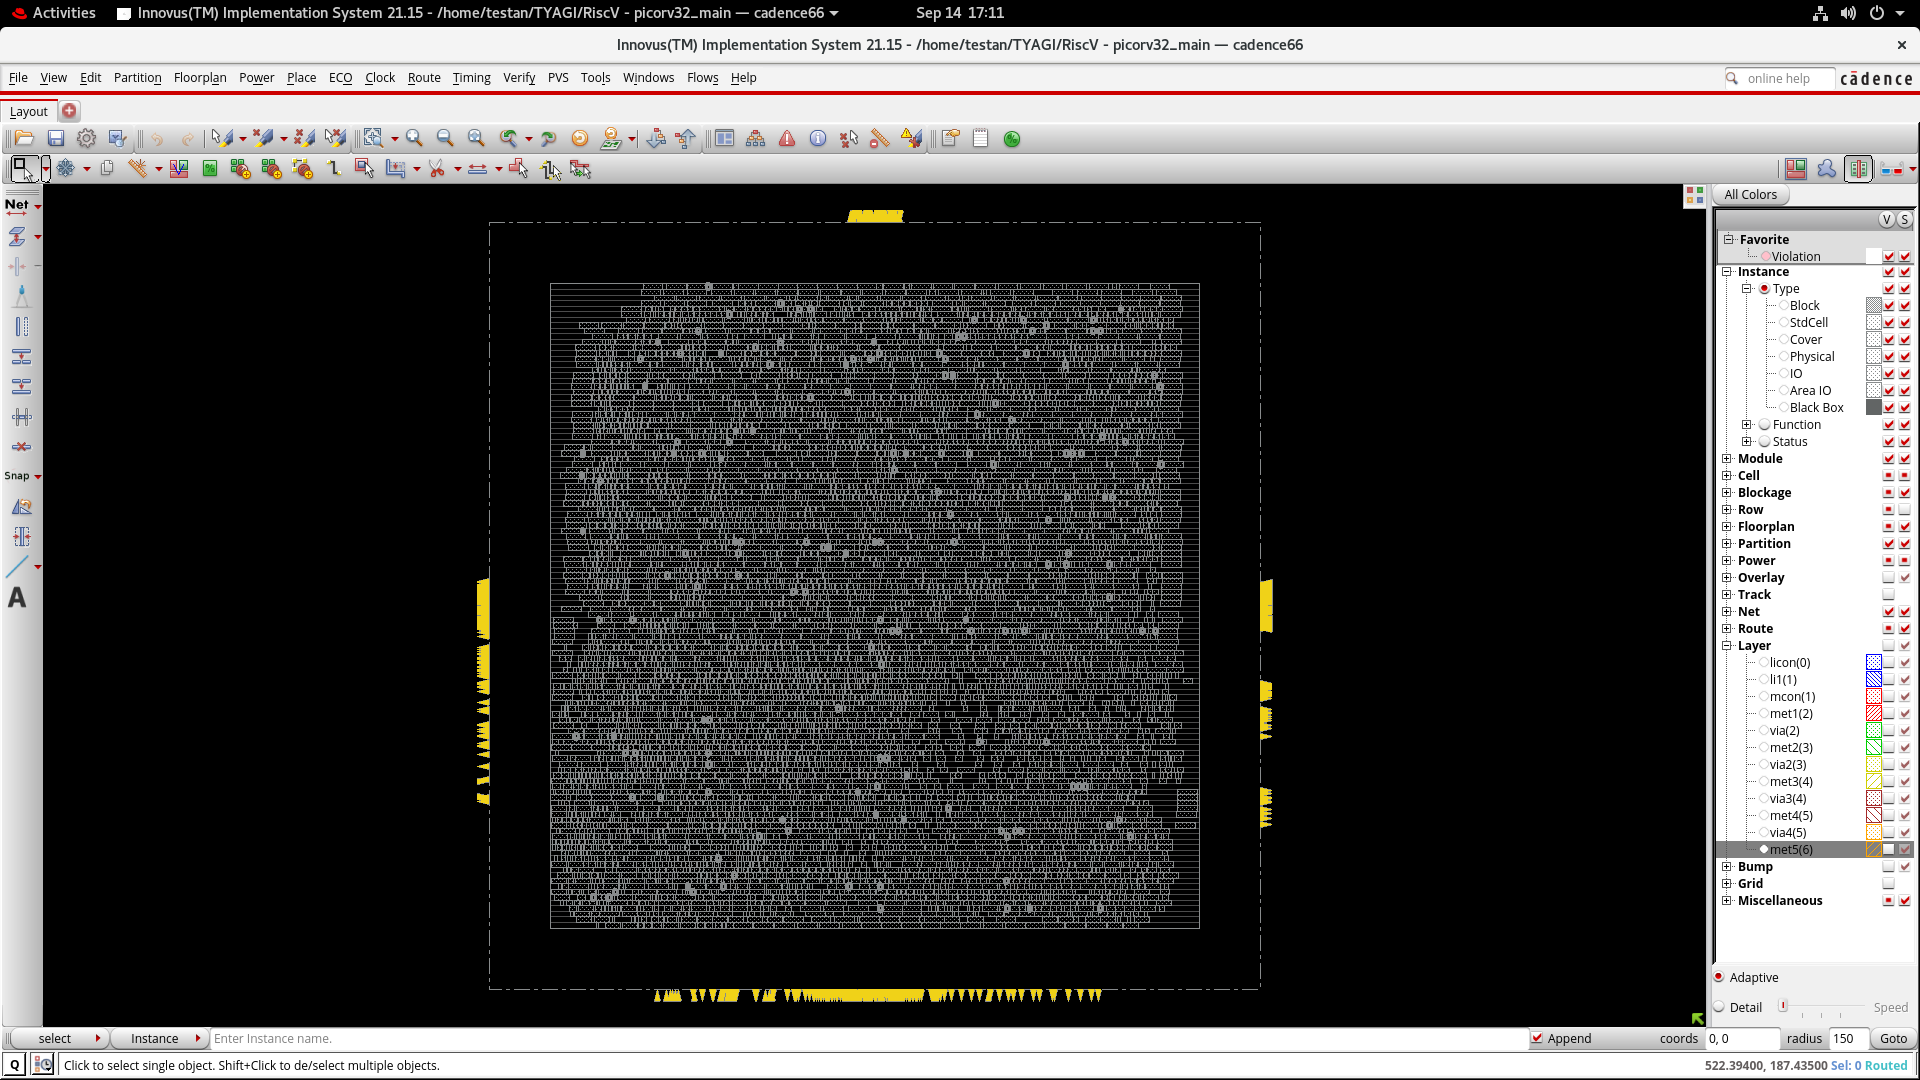 Activities
Innovus(TM) Implementation System 21.15 - /home/testan/TYAGI/RiscV - picorv32_main — cadence66
Sep 14 17:11
Innovus(TM) Implementation System 21.15 - /home/testan/TYAGI/RiscV - picorv32_main — cadence66
File View Edit Partition Floorplan Power Place ECO Clock Route Timing Verify PVS Tools Windows Flows Help
online help
cādence
Layout
Net
Snap
A
All Colors
V S
Favorite
Violation
Instance
Type
Block
StdCell
Cover
Physical
IO
Area IO
Black Box
Function
Status
Module
Cell
Blockage
Row
Floorplan
Partition
Power
Overlay
Track
Net
Route
Layer
licon(0)
li1(1)
mcon(1)
met1(2)
via(2)
met2(3)
via2(3)
met3(4)
via3(4)
met4(5)
via4(5)
met5(6)
Bump
Grid
Miscellaneous
Adaptive
Detail
Speed
select Instance Enter Instance name. Append coords 0, 0 radius 150 Goto
Q Click to select single object. Shift+Click to de/select multiple objects. 522.39400, 187.43500 Sel: 0 Routed